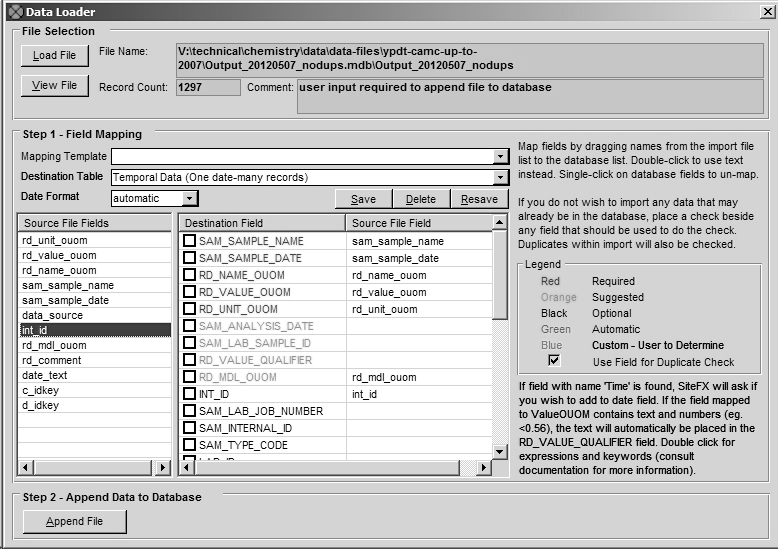 Data Loader
File Selection
Load File
File Name:
V:\technical\chemistry\data\data-files\ypdt-camc-up-to-
2007\Output_20120507_nodups.mdb\Output_20120507_nodups
View File
Record Count:
1297
Comment:
user input required to append file to database
Step 1 - Field Mapping
Mapping Template
Destination Table
Temporal Data (One date-many records)
Date Format
automatic
Save
Delete
Resave
Source File Fields
rd_unit_ouom
rd_value_ouom
rd_name_ouom
sam_sample_name
sam_sample_date
data_source
int_id
rd_mdl_ouom
rd_comment
date_text
c_idkey
d_idkey
Destination Field
Source File Field
SAM_SAMPLE_NAME
sam_sample_name
SAM_SAMPLE_DATE
sam_sample_date
RD_NAME_OUOM
rd_name_ouom
RD_VALUE_OUOM
rd_value_ouom
RD_UNIT_OUOM
rd_unit_ouom
SAM_ANALYSIS_DATE
SAM_LAB_SAMPLE_ID
RD_VALUE_QUALIFIER
RD_MDL_OUOM
rd_mdl_ouom
INT_ID
int_id
SAM_LAB_JOB_NUMBER
SAM_INTERNAL_ID
SAM_TYPE_CODE
Map fields by dragging names from the import file
list to the database list. Double-click to use text
instead. Single-click on database fields to un-map.
If you do not wish to import any data that may
already be in the database, place a check beside
any field that should be used to do the check.
Duplicates within import will also be checked.
Legend
Red
Required
Orange
Suggested
Black
Optional
Green
Automatic
Blue
Custom - User to Determine
Use Field for Duplicate Check
If field with name 'Time' is found, SiteFX will ask if
you wish to add to date field. If the field mapped
to ValueOUOM contains text and numbers (eg.
<0.56), the text will automatically be placed in the
RD_VALUE_QUALIFIER field. Double click for
expressions and keywords (consult
documentation for more information).
Step 2 - Append Data to Database
Append File